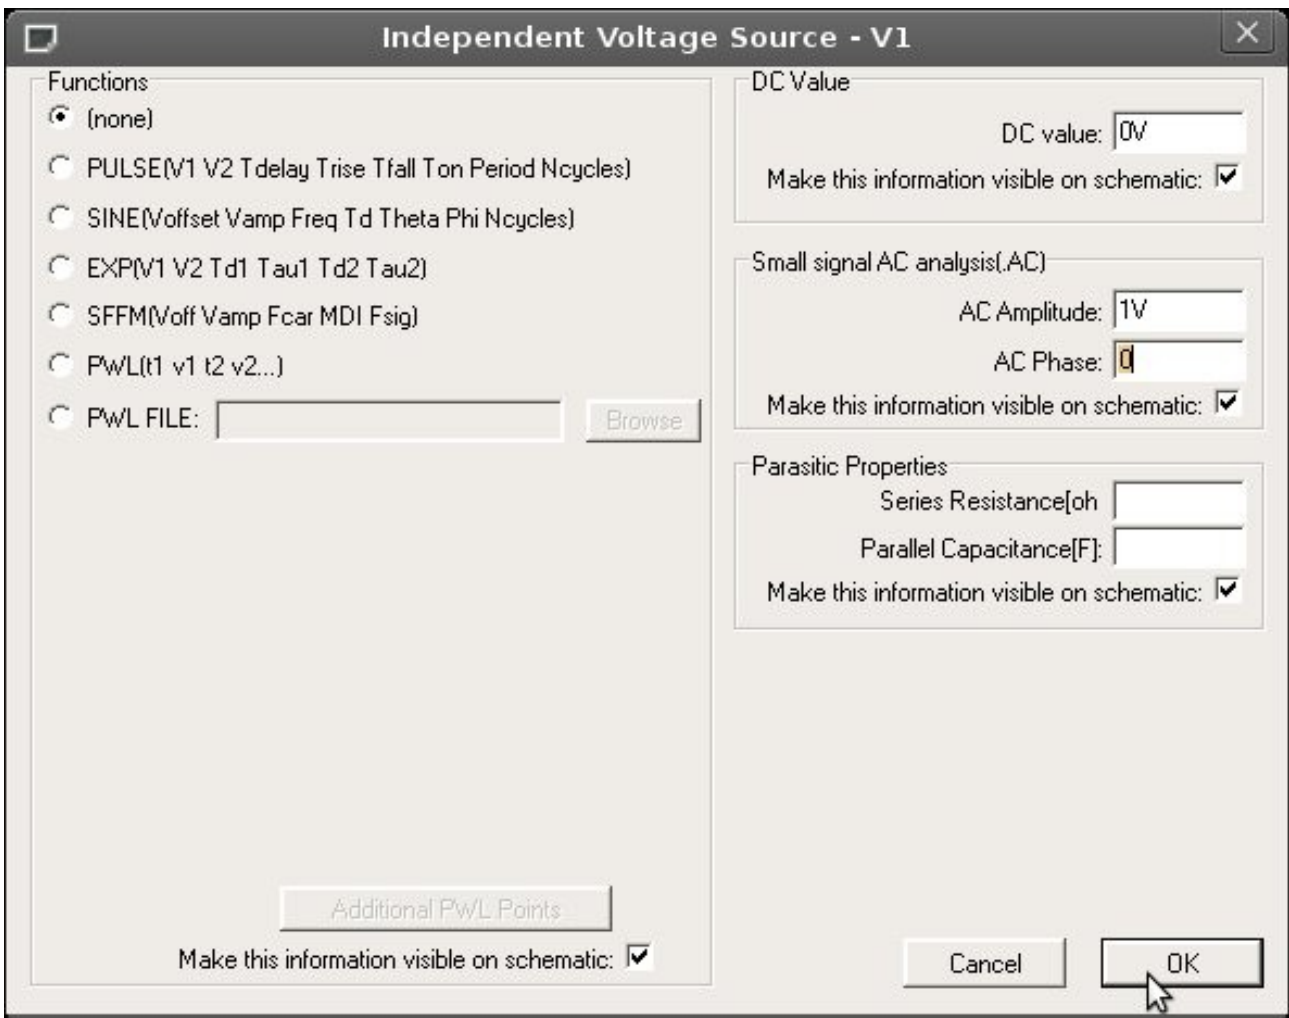 Independent Voltage Source - V1
Functions
(none)
PULSE(V1 V2 Tdelay Trise Tfall Ton Period Ncycles)
SINE(Voffset Vamp Freq Td Theta Phi Ncycles)
EXP(V1 V2 Td1 Tau1 Td2 Tau2)
SFFM(Voff Vamp Fcar MDI Fsig)
PWL(t1 v1 t2 v2...)
PWL FILE:
Browse
Additional PWL Points
Make this information visible on schematic:
DC Value
DC value: 0V
Make this information visible on schematic:
Small signal AC analysis(.AC)
AC Amplitude: 1V
AC Phase: 0
Make this information visible on schematic:
Parasitic Properties
Series Resistance[oh
Parallel Capacitance[F]:
Make this information visible on schematic:
Cancel
OK